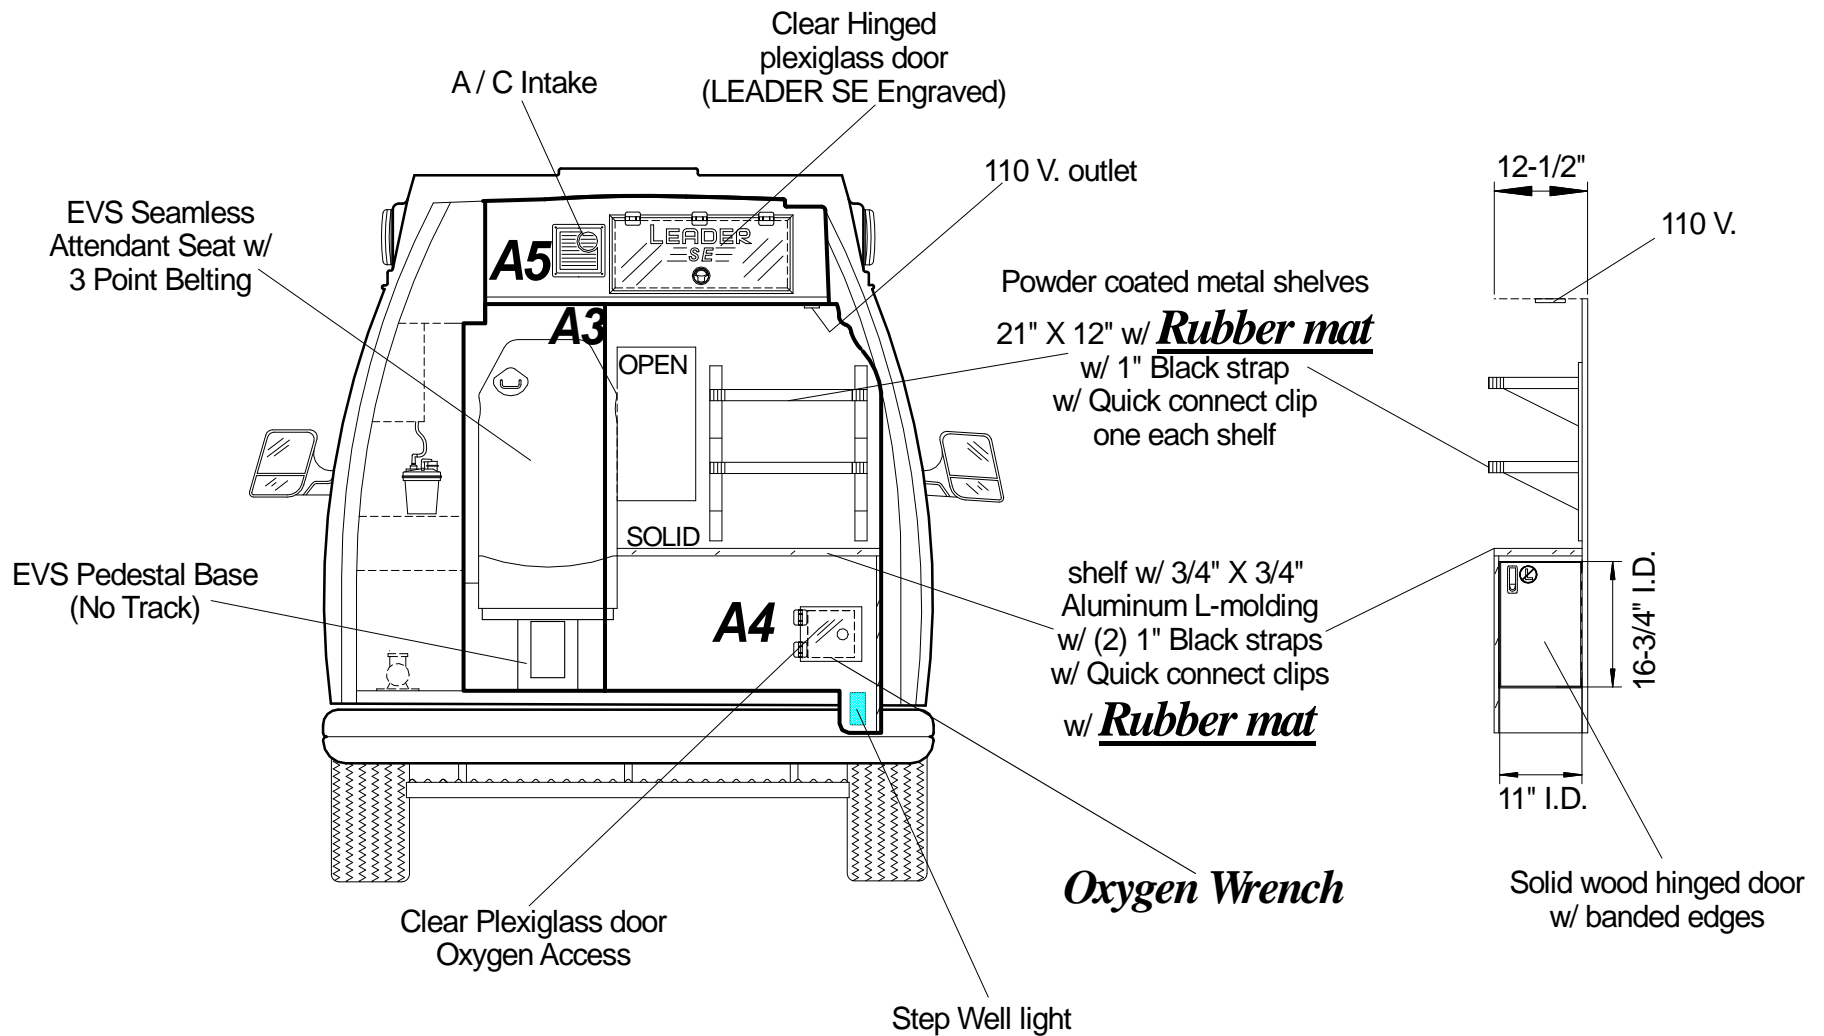 Clear Hinged
plexiglass door
(LEADER SE Engraved)
A / C Intake
110 V. outlet
12-1/2"
110 V.
EVS Seamless
Attendant Seat w/
3 Point Belting
LEADER
SE
A5
A3
Powder coated metal shelves
21" X 12" w/ Rubber mat
w/ 1" Black strap
w/ Quick connect clip
one each shelf
OPEN
SOLID
EVS Pedestal Base
(No Track)
A4
shelf w/ 3/4" X 3/4"
Aluminum L-molding
w/ (2) 1" Black straps
w/ Quick connect clips
w/ Rubber mat
16-3/4" I.D.
11" I.D.
Oxygen Wrench
Solid wood hinged door
w/ banded edges
Clear Plexiglass door
Oxygen Access
Step Well light